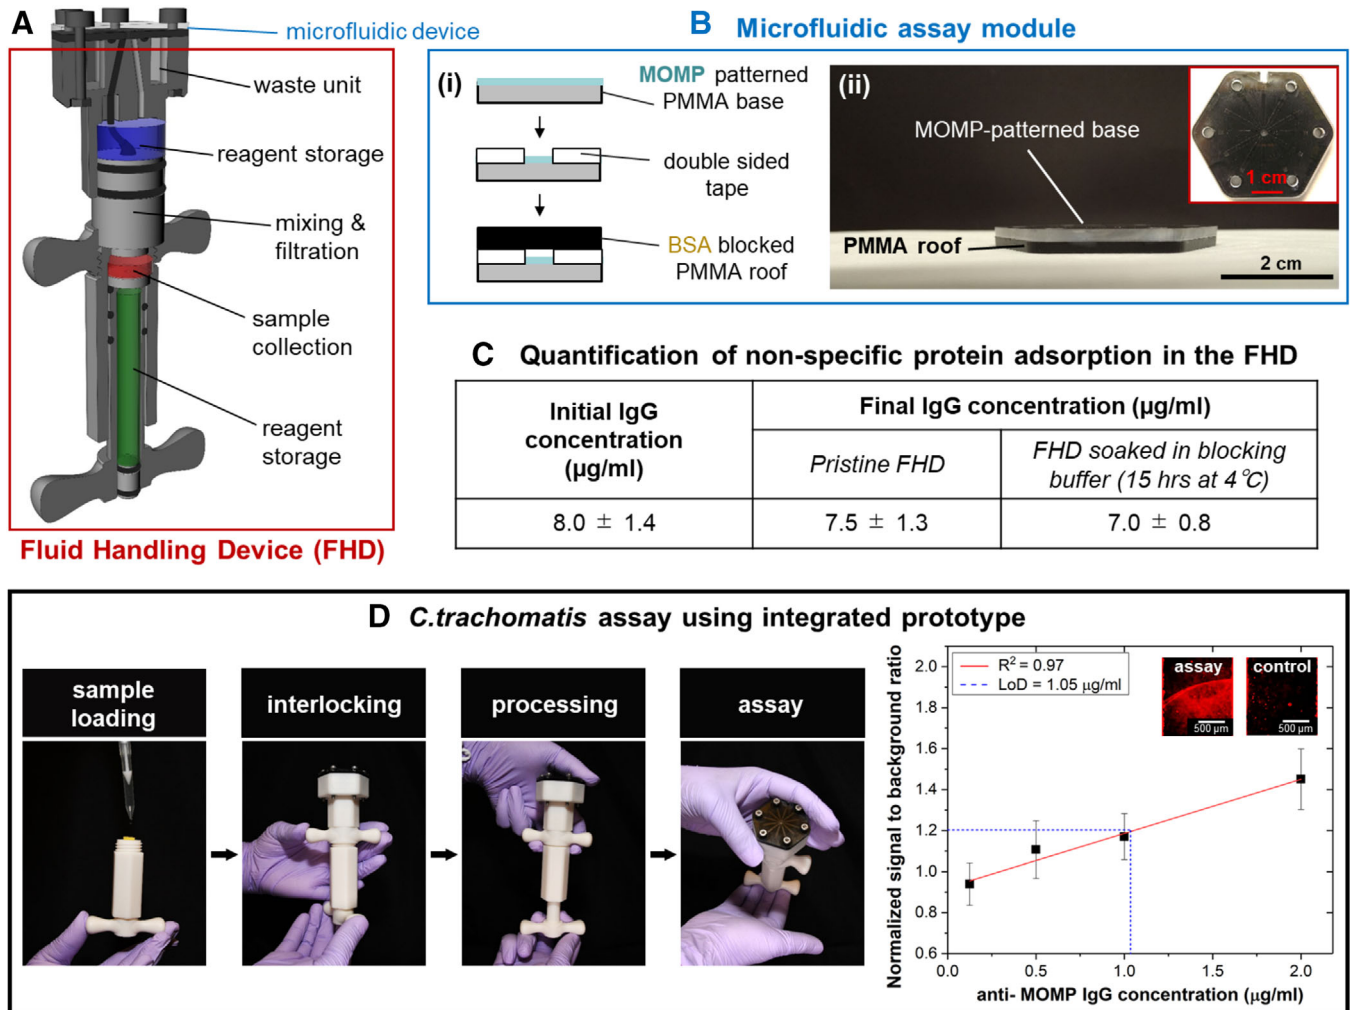 A
microfluidic device
waste unit
reagent storage
mixing &
filtration
sample
collection
reagent
storage
Fluid Handling Device (FHD)
B Microfluidic assay module
(i)
MOMP patterned
PMMA base
double sided
tape
BSA blocked
PMMA roof
(ii)
MOMP-patterned base
PMMA roof
1 cm
2 cm
C Quantification of non-specific protein adsorption in the FHD
Initial IgG
concentration
(µg/ml)
Final IgG concentration (µg/ml)
Pristine FHD
FHD soaked in blocking
buffer (15 hrs at 4℃)
8.0 ± 1.4
7.5 ± 1.3
7.0 ± 0.8
D C.trachomatis assay using integrated prototype
sample
loading
interlocking
processing
assay
Normalized signal to background ratio
2.0
1.8
1.6
1.4
1.2
1.0
0.8
0.6
R² = 0.97
LoD = 1.05 µg/ml
assay
500 µm
control
500 µm
0.0
0.5
1.0
1.5
2.0
anti- MOMP IgG concentration (µg/ml)